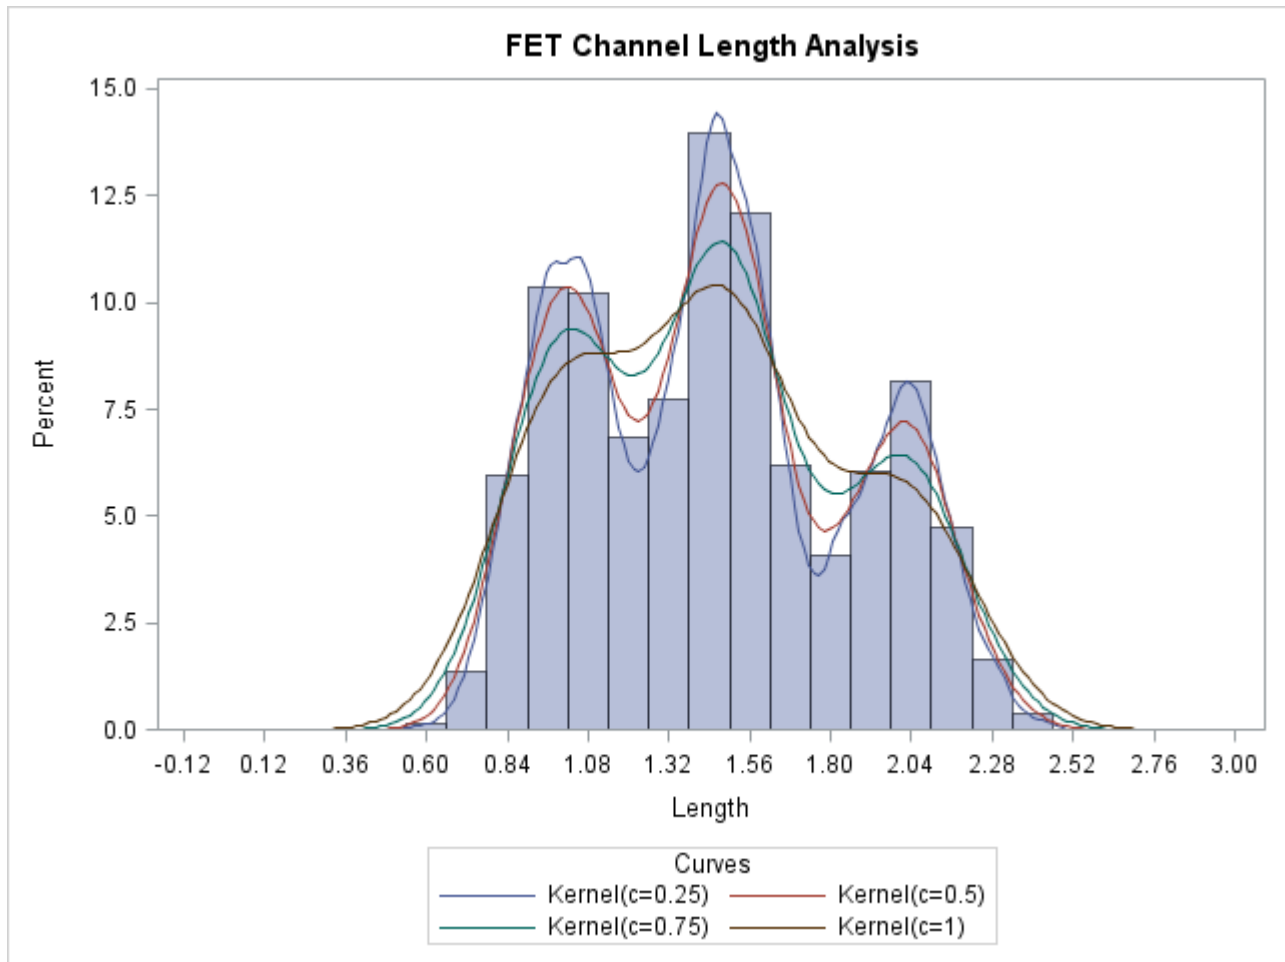 FET Channel Length Analysis
15.0
12.5
10.0
7.5
5.0
2.5
0.0
Percent
-0.12 0.12 0.36 0.60 0.84 1.08 1.32 1.56 1.80 2.04 2.28 2.52 2.76 3.00
Length
Curves
Kernel(c=0.25) Kernel(c=0.5)
Kernel(c=0.75) Kernel(c=1)